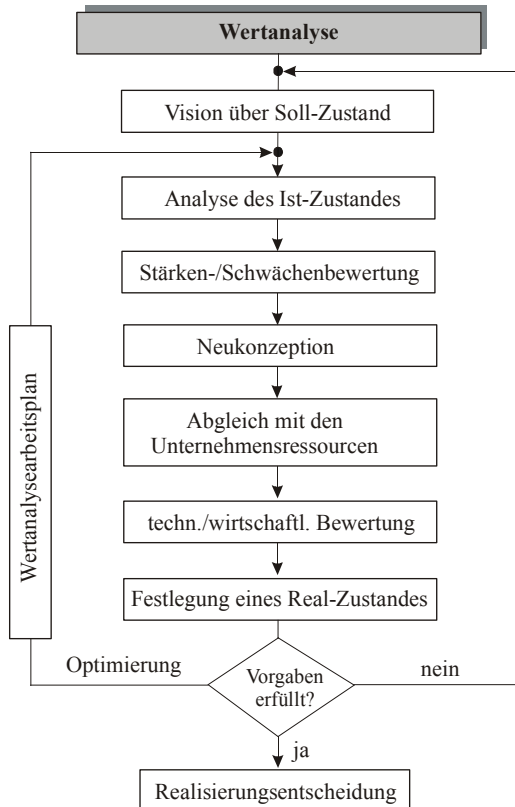 Wertanalyse
Vision über Soll-Zustand
Analyse des Ist-Zustandes
Stärken-/Schwächenbewertung
Neukonzeption
Abgleich mit den
Unternehmensressourcen
techn./wirtschaftl. Bewertung
Festlegung eines Real-Zustandes
Wertanalysearbeitsplan
Optimierung
Vorgaben
erfüllt?
nein
ja
Realisierungsentscheidung